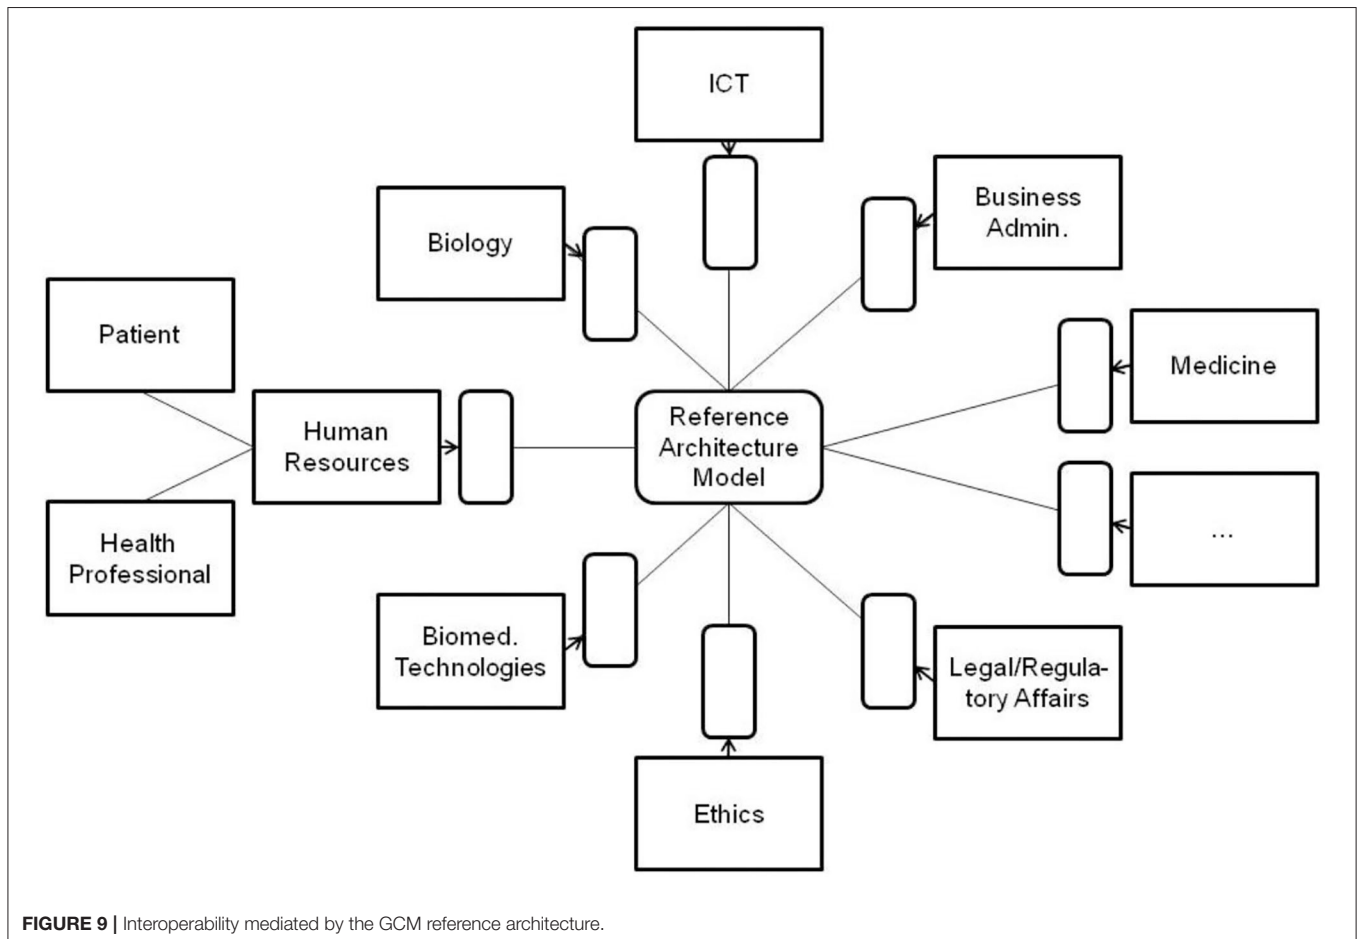 ICT
Business
Admin.
Biology
Patient
Medicine
Human
Resources
Reference
Architecture
Model
Health
Professional
...
Biomed.
Technologies
Legal/Regula-
tory Affairs
Ethics
FIGURE 9 | Interoperability mediated by the GCM reference architecture.